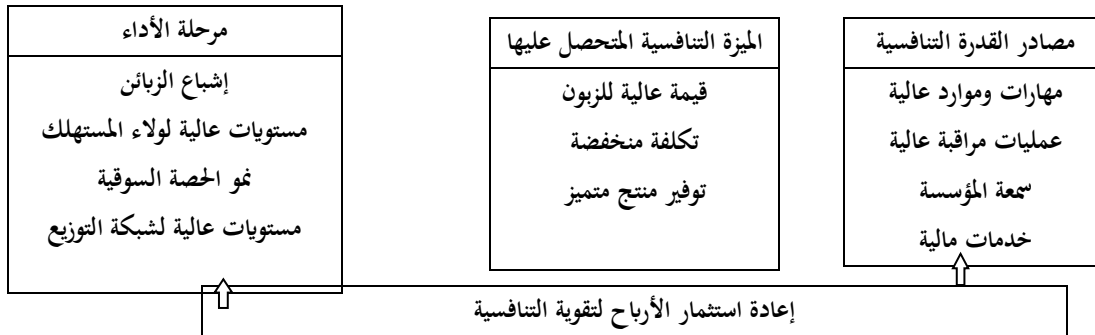 مصادر القدرة التنافسية
مهارات وموارد عالية
عمليات مراقبة عالية
سمعة المؤسسة
خدمات مالية
الميزة التنافسية المتحصل عليها
قيمة عالية للزبون
تكلفة منخفضة
توفير منتج متميز
مرحلة الأداء
إشباع الزبائن
مستويات عالية لولاء المستهلك
نمو الحصة السوقية
مستويات عالية لشبكة التوزيع
إعادة استثمار الأرباح لتقوية التنافسية